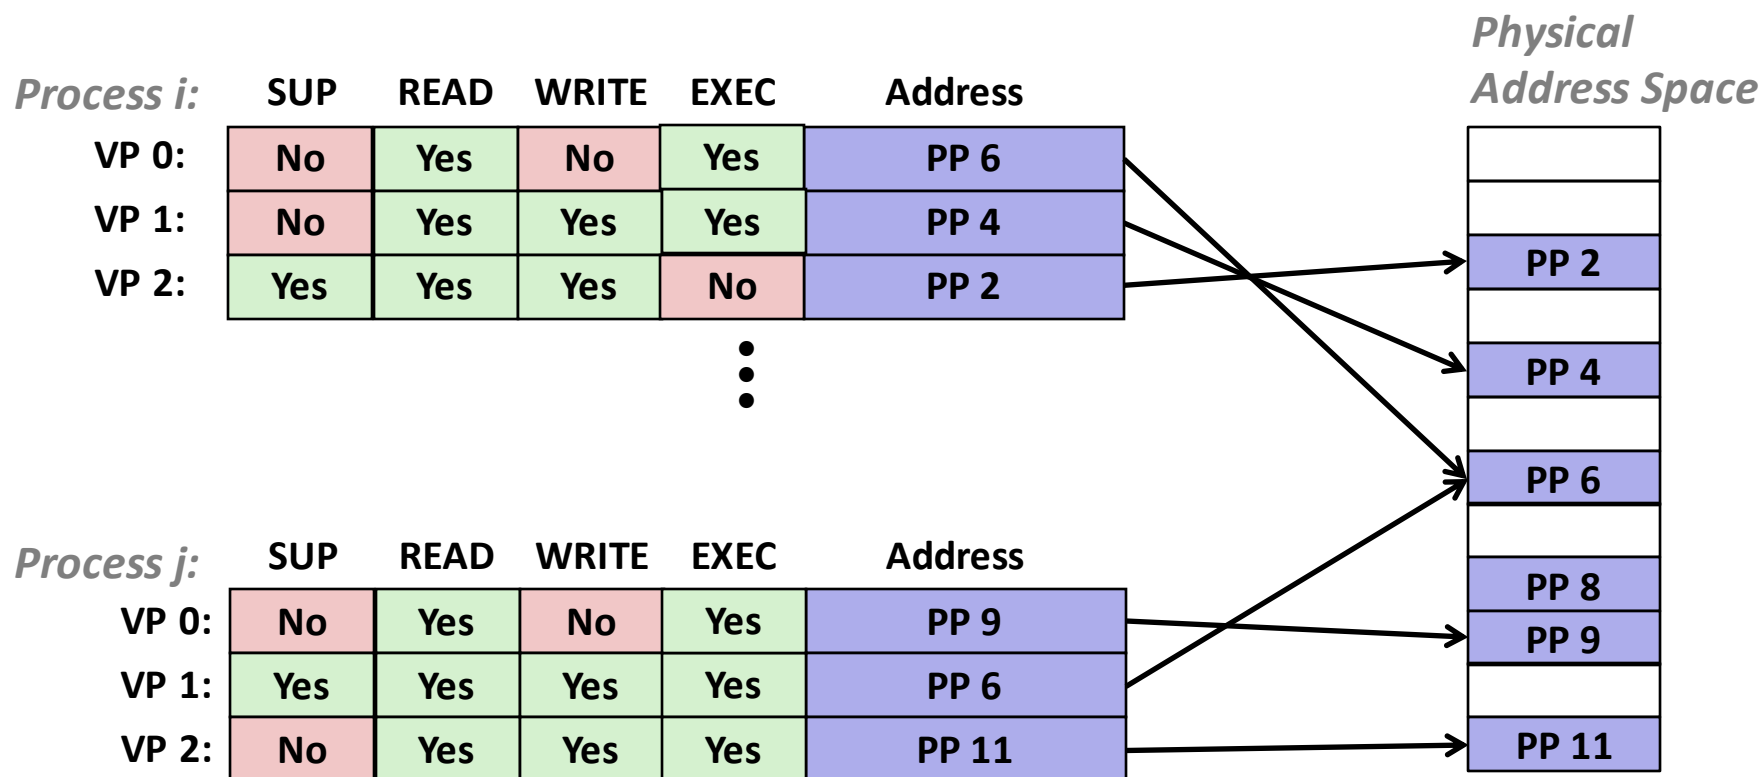 Physical
Address Space
Process i: SUP READ WRITE EXEC Address
VP 0: No Yes No Yes PP 6
VP 1: No Yes Yes Yes PP 4
VP 2: Yes Yes Yes No PP 2
PP 2
PP 4
PP 6
Process j: SUP READ WRITE EXEC Address
PP 8
VP 0: No Yes No Yes PP 9
PP 9
VP 1: Yes Yes Yes Yes PP 6
VP 2: No Yes Yes Yes PP 11
PP 11